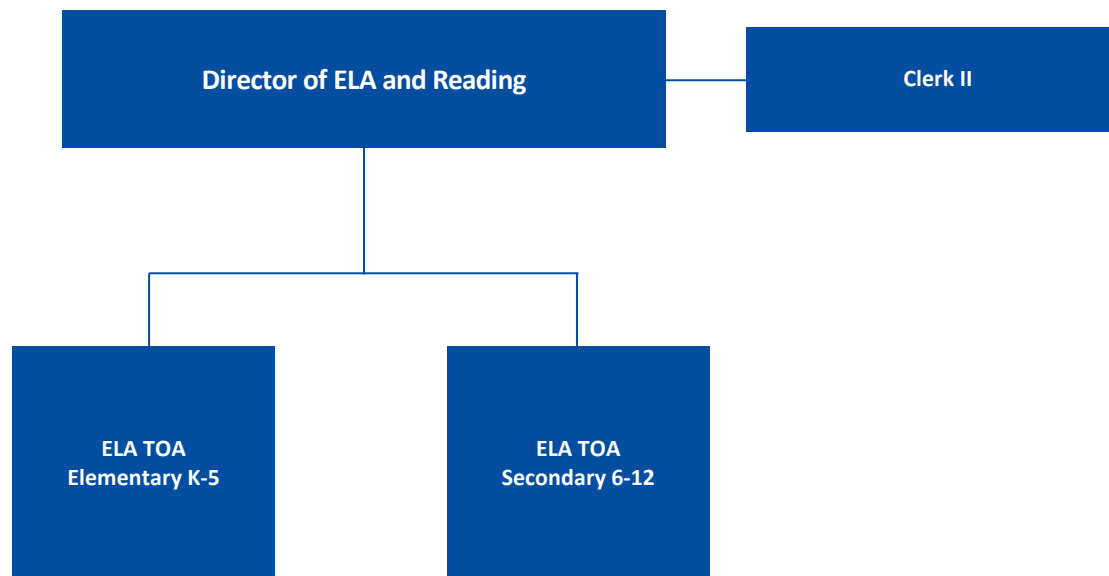 Director of ELA and Reading
Clerk II
ELA TOA
Elementary K-5
ELA TOA
Secondary 6-12